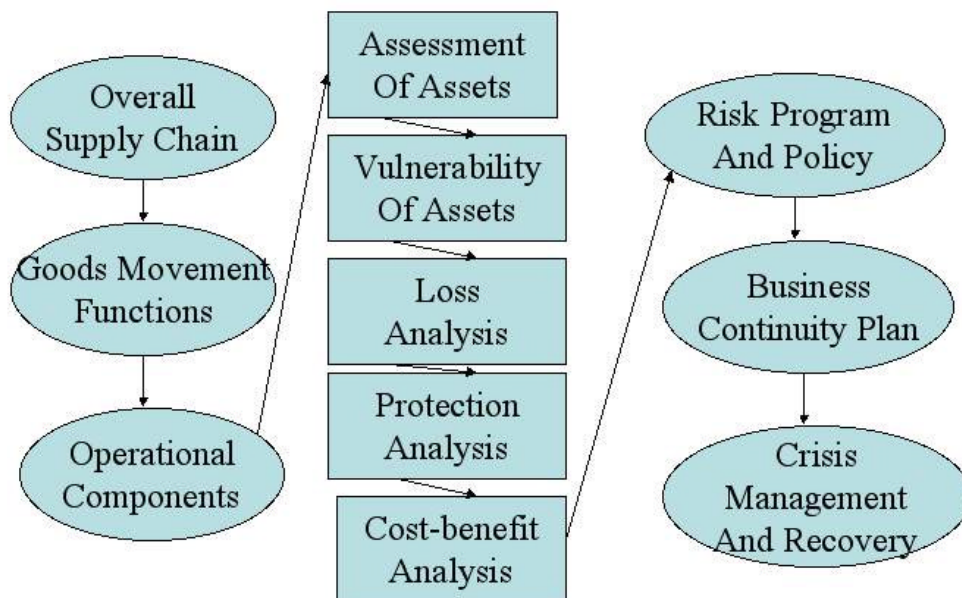 Overall
Supply Chain
Goods Movement
Functions
Operational
Components
Assessment
Of Assets
Vulnerability
Of Assets
Loss
Analysis
Protection
Analysis
Cost-benefit
Analysis
Risk Program
And Policy
Business
Continuity Plan
Crisis
Management
And Recovery